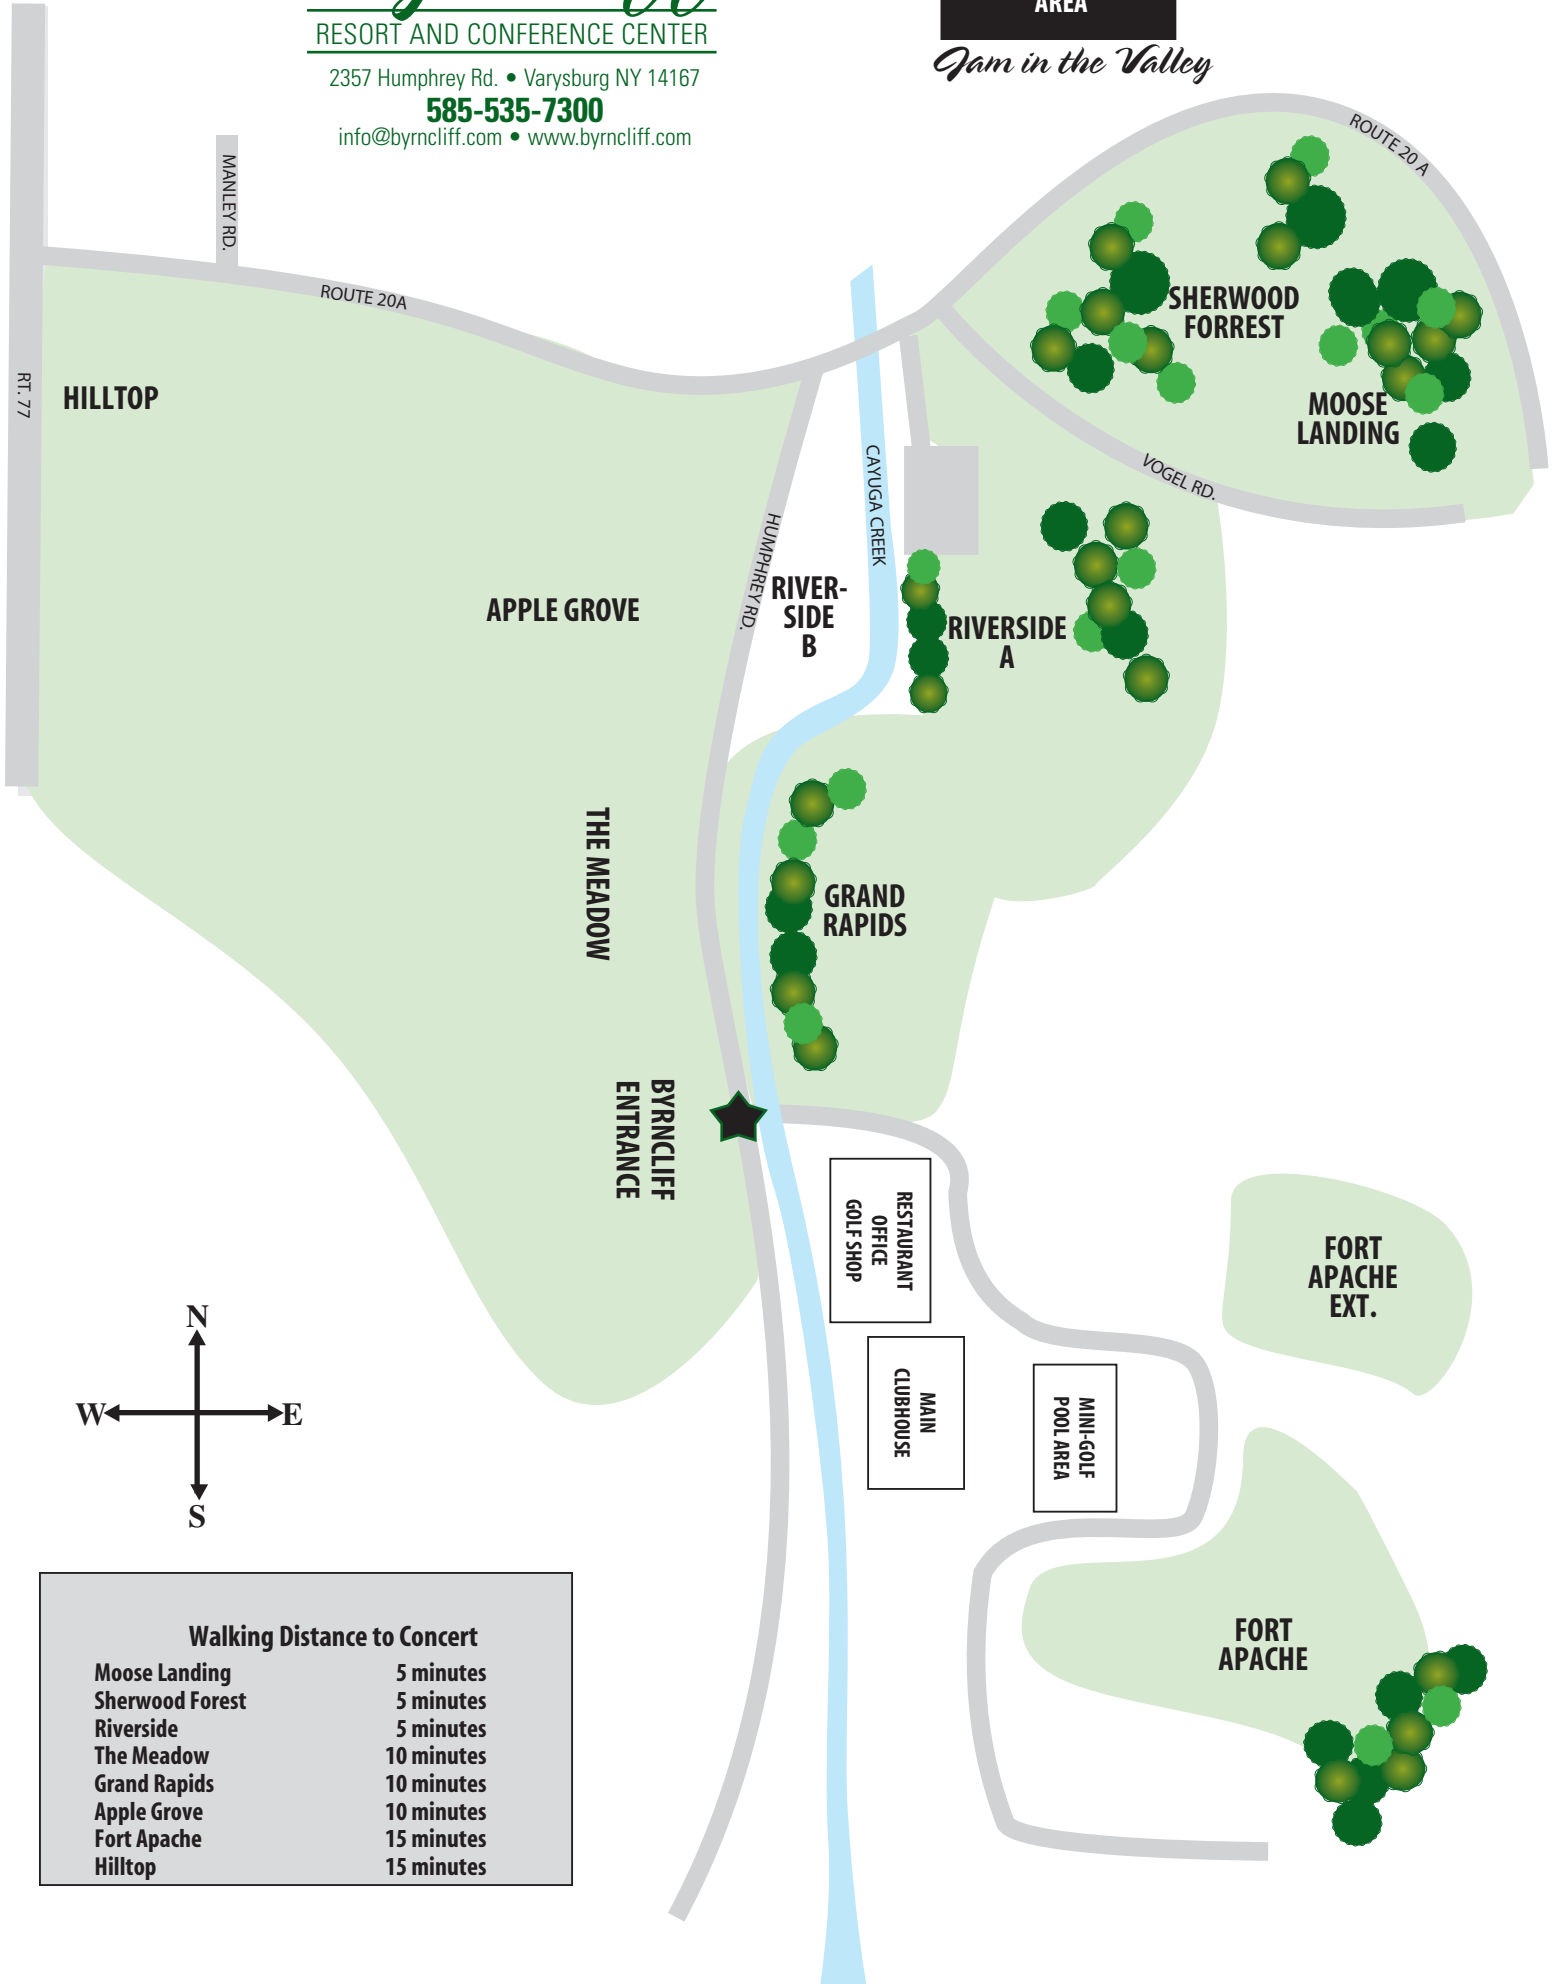 RESORT AND CONFERENCE CENTER
2357 Humphrey Rd. • Varysburg NY 14167
585-535-7300
info@byrncliff.com • www.byrncliff.com
AREA
Jam in the Valley
ROUTE 20 A
MANLEY RD.
ROUTE 20A
RT. 77
HILLTOP
SHERWOOD
FORREST
MOOSE
LANDING
VOGEL RD.
CAYUGA CREEK
HUMPHREY RD.
APPLE GROVE
RIVER-
SIDE
B
RIVERSIDE
A
THE MEADOW
GRAND
RAPIDS
BYRNCLIFF
ENTRANCE
RESTAURANT
OFFICE
GOLF SHOP
FORT
APACHE
EXT.
MAIN
CLUBHOUSE
MINI-GOLF
POOL AREA
N
W E
S
FORT
APACHE
Walking Distance to Concert
Moose Landing 5 minutes
Sherwood Forest 5 minutes
Riverside 5 minutes
The Meadow 10 minutes
Grand Rapids 10 minutes
Apple Grove 10 minutes
Fort Apache 15 minutes
Hilltop 15 minutes